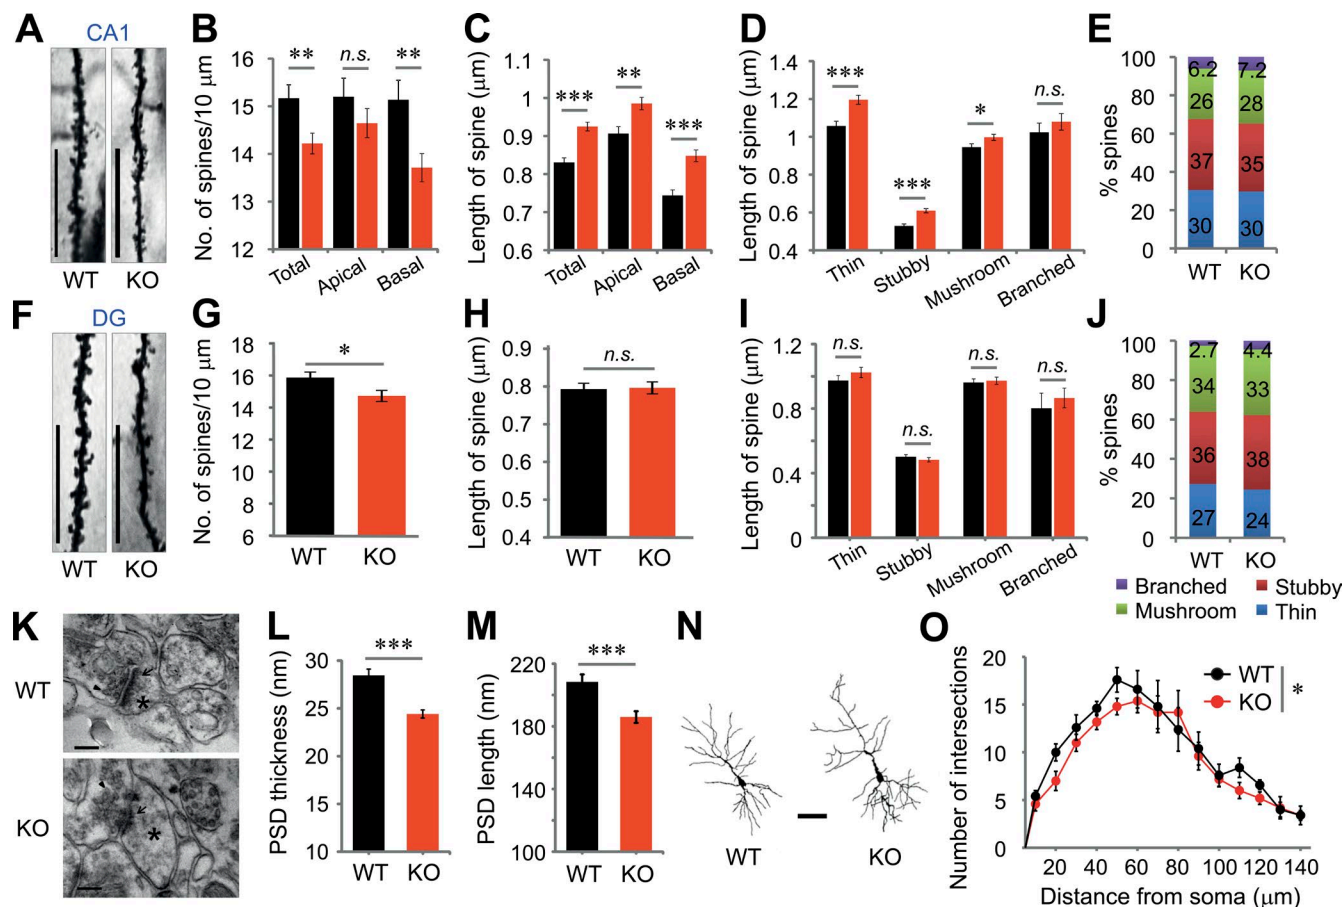 A
CA1
WT KO
B
No. of spines/10 μm
16
15
14
13
12
** n.s. **
Total Apical Basal
C
Length of spine (μm)
1
0.9
0.8
0.7
0.6
*** ** ***
Total Apical Basal
D
Length of spine (μm)
1.4
1.2
1
0.8
0.6
0.4
*** *** * n.s.
Thin Stubby Mushroom Branched
E
% spines
100
80
60
40
20
0
6.2 7.2
26 28
37 35
30 30
WT KO
F
DG
WT KO
G
No. of spines/10 μm
18
16
14
12
10
8
6
*
WT KO
H
Length of spine (μm)
0.9
0.8
0.7
0.6
0.5
0.4
n.s.
WT KO
I
Length of spine (μm)
1.2
0.8
0.4
0
n.s. n.s. n.s. n.s.
Thin Stubby Mushroom Branched
J
% spines
100
80
60
40
20
0
2.7 4.4
34 33
36 38
27 24
WT KO
Branched Stubby
Mushroom Thin
K
WT
*
KO
*
L
PSD thickness (nm)
30
25
20
15
10
***
WT KO
M
PSD length (nm)
220
180
140
100
***
WT KO
N
WT KO
O
Number of intersections
20
15
10
5
0
WT
KO
*
0 20 40 60 80 100 120 140
Distance from soma (μm)